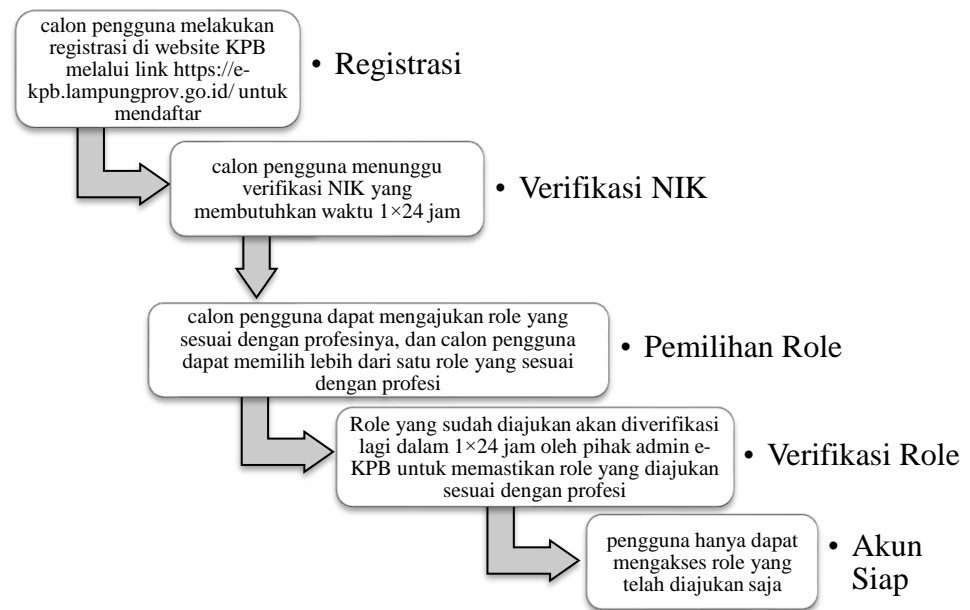 calon pengguna melakukan
registrasi di website KPB
melalui link https://e-
kpb.lampungprov.go.id/ untuk
mendaftar
• Registrasi
calon pengguna menunggu
verifikasi NIK yang
membutuhkan waktu 1×24 jam
• Verifikasi NIK
calon pengguna dapat mengajukan role yang
sesuai dengan profesinya, dan calon pengguna
dapat memilih lebih dari satu role yang sesuai
dengan profesi
• Pemilihan Role
Role yang sudah diajukan akan diverifikasi
lagi dalam 1×24 jam oleh pihak admin e-
KPB untuk memastikan role yang diajukan
sesuai dengan profesi
• Verifikasi Role
pengguna hanya dapat
mengakses role yang
telah diajukan saja
• Akun
Siap